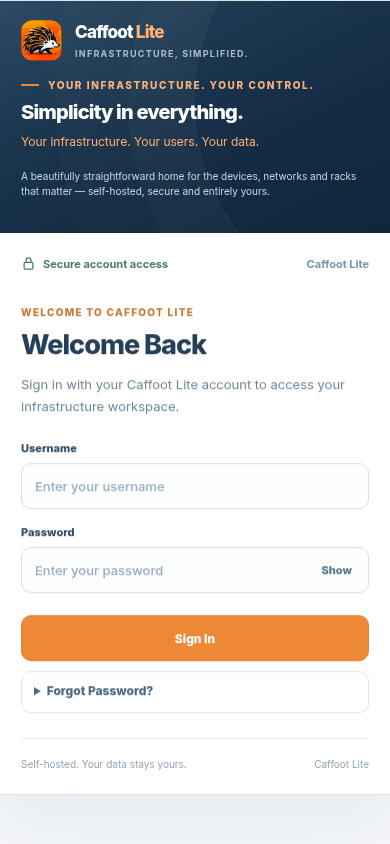 Caffoot Lite
INFRASTRUCTURE, SIMPLIFIED.
YOUR INFRASTRUCTURE. YOUR CONTROL.
Simplicity in everything.
Your infrastructure. Your users. Your data.
A beautifully straightforward home for the devices, networks and racks
that matter — self-hosted, secure and entirely yours.
Secure account access
Caffoot Lite
WELCOME TO CAFFOOT LITE
Welcome Back
Sign in with your Caffoot Lite account to access your
infrastructure workspace.
Username
Enter your username
Password
Enter your password
Show
Sign In
Forgot Password?
Self-hosted. Your data stays yours.
Caffoot Lite